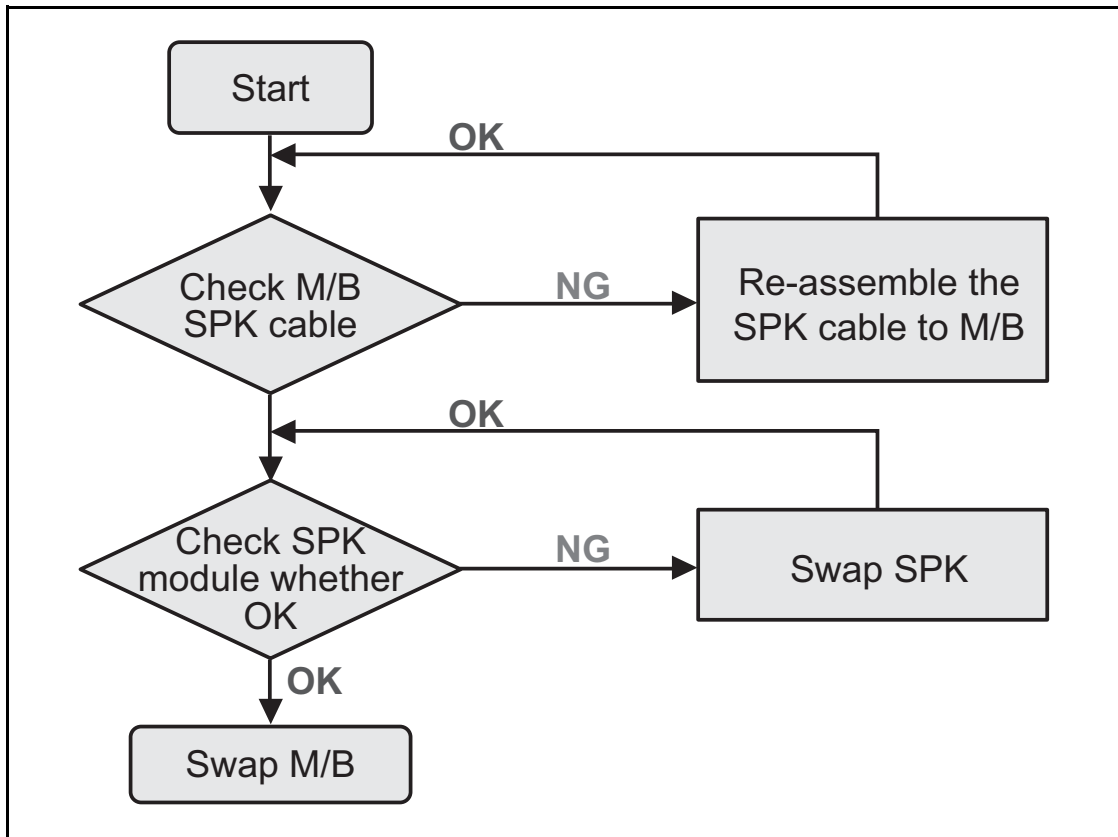 Start
OK
Check M/B
SPK cable
NG
Re-assemble the
SPK cable to M/B
OK
Check SPK
module whether
OK
NG
Swap SPK
OK
Swap M/B